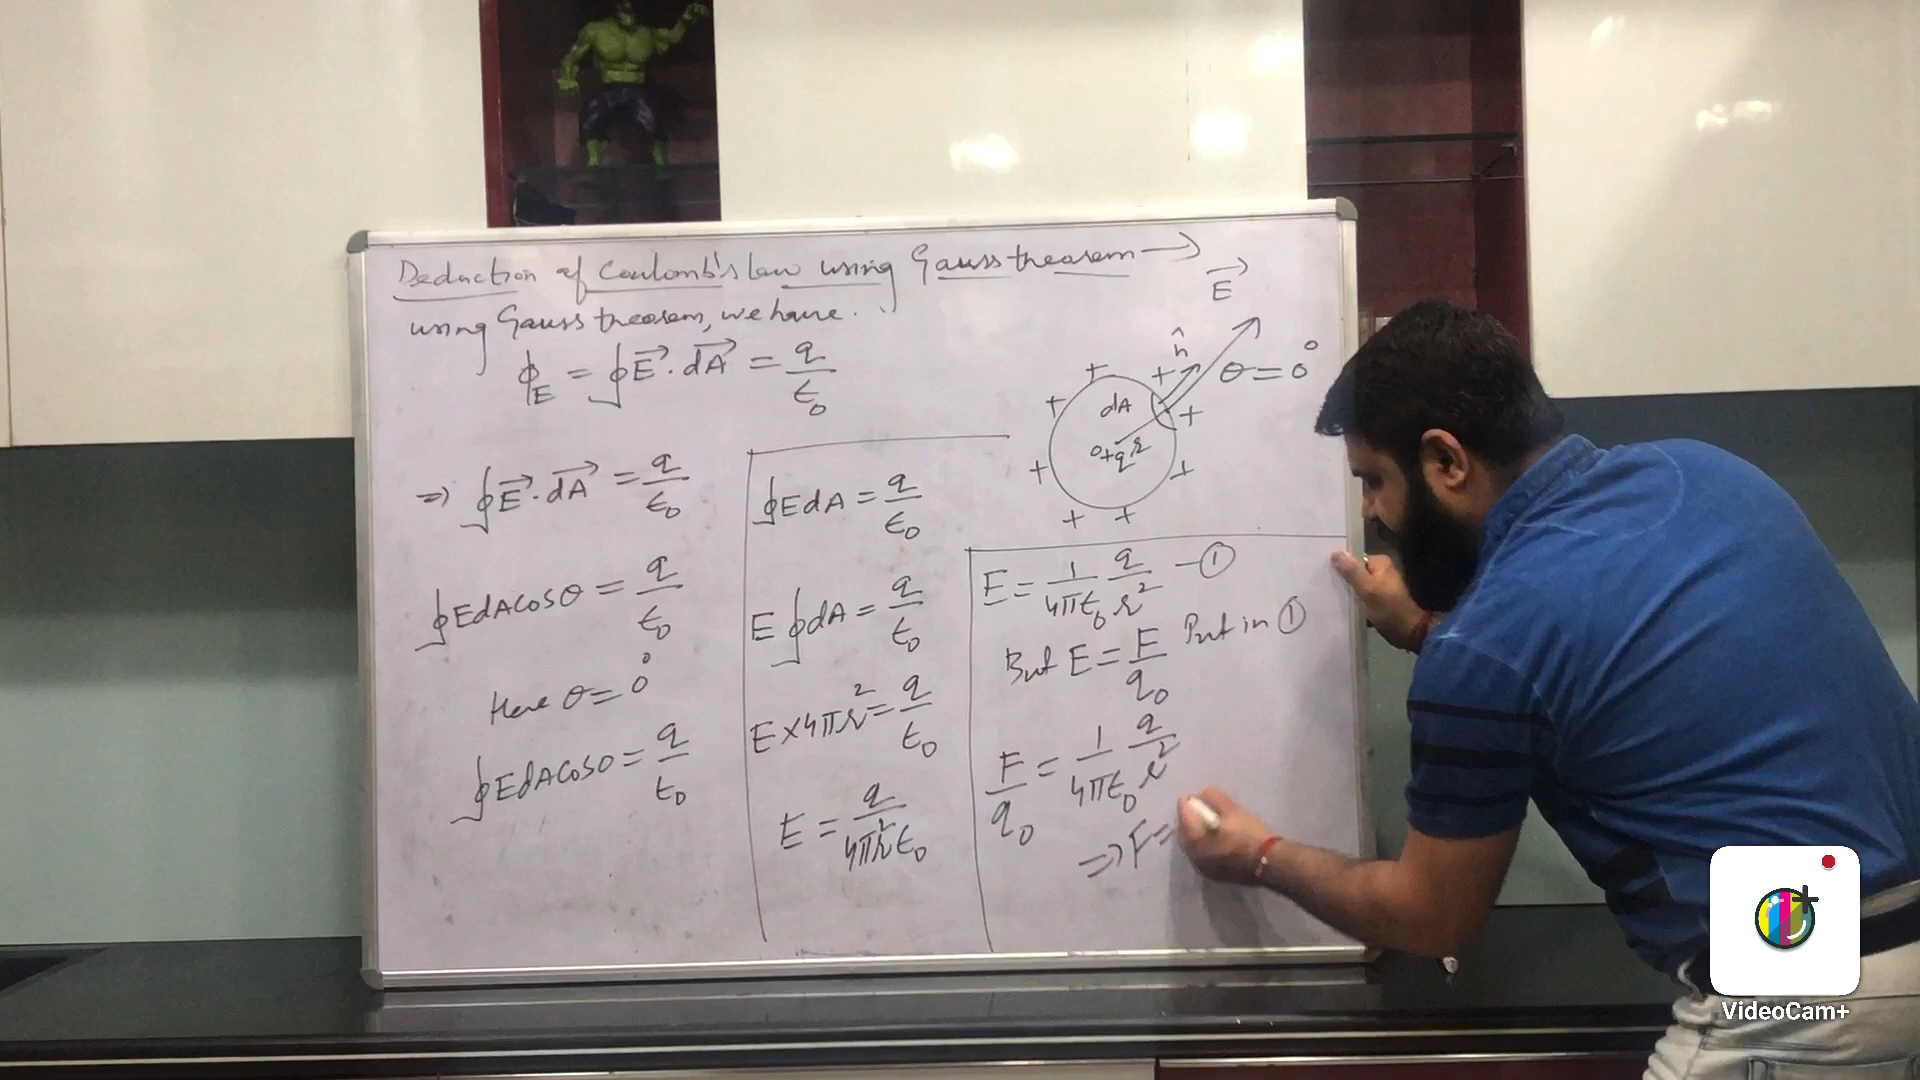 Deduction of Coulomb's law using Gauss theorem →
using Gauss theorem, we have.
ϕE = ∮E⃗.dA⃗ = q/ε0
⇒ ∮E⃗.dA⃗ = q/ε0
∮EdAcosθ = q/ε0
Here θ=0°
∮EdAcos0 = q/ε0
∮EdA = q/ε0
E∮dA = q/ε0
E×4πr² = q/ε0
E = q/4πr²ε0
E⃗
n̂
θ=0°
+ + + + + + + +
dA
+q r
E = 1/4πε0 q/r² —①
But E = F/q0 Put in ①
F/q0 = 1/4πε0 q/r²
⇒ F=
VideoCam+